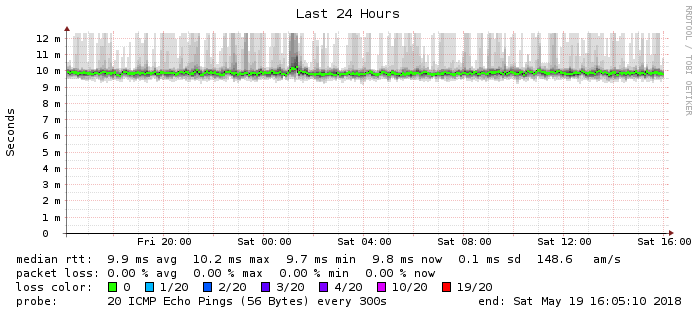 Last 24 Hours
RRDTOOL / TOBI OETIKER
Seconds
12 m
11 m
10 m
9 m
8 m
7 m
6 m
5 m
4 m
3 m
2 m
1 m
0
Fri 20:00 Sat 00:00 Sat 04:00 Sat 08:00 Sat 12:00 Sat 16:00
median rtt: 9.9 ms avg 10.2 ms max 9.7 ms min 9.8 ms now 0.1 ms sd 148.6 am/s
packet loss: 0.00 % avg 0.00 % max 0.00 % min 0.00 % now
loss color: 0 1/20 2/20 3/20 4/20 10/20 19/20
probe: 20 ICMP Echo Pings (56 Bytes) every 300s end: Sat May 19 16:05:10 2018